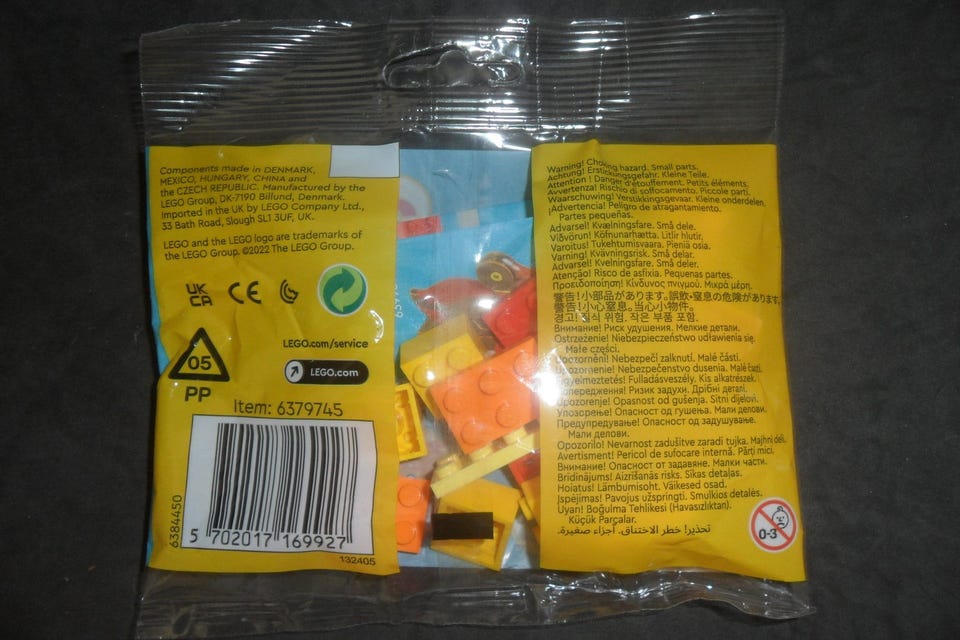 Components made in DENMARK,
MEXICO, HUNGARY, CHINA and
the CZECH REPUBLIC. Manufactured by the
LEGO Group, DK-7190 Billund, Denmark.
Imported in the UK by LEGO Company Ltd.,
33 Bath Road, Slough SL1 3UF, UK.
LEGO and the LEGO logo are trademarks of
the LEGO Group. ©2022 The LEGO Group.
UK
CA
CE
LEGO.com/service
LEGO.com
05
PP
Item: 6379745
6384450
5 702017 169927
132405
Warning! Choking hazard. Small parts.
Achtung! Erstickungsgefahr. Kleine Teile.
Attention ! Danger d'étouffement. Petits éléments.
Avvertenza! Rischio di soffocamento. Piccole parti.
Waarschuwing! Verstikkingsgevaar. Kleine onderdelen.
¡Advertencia! Peligro de atragantamiento.
Partes pequeñas.
Advarsel! Kvælningsfare. Små dele.
Viðvörun! Köfnunarhætta. Litlir hlutir.
Varoitus! Tukehtumisvaara. Pieniä osia.
Varning! Kvävningsrisk. Små delar.
Advarsel! Kvelningsfare. Små deler.
Atenção! Risco de asfixia. Pequenas partes.
Προειδοποίηση! Κίνδυνος πνιγμού. Μικρά μέρη.
警告!小部品があります。誤飲・窒息の危険があります。
警告!小心窒息。当心小物件。
경고! 질식 위험. 작은 부품 포함.
Внимание! Риск удушения. Мелкие детали.
Ostrzeżenie! Niebezpieczeństwo udławienia się.
Małe części.
Upozornění! Nebezpečí zalknutí. Malé části.
Upozornenie! Nebezpečenstvo dusenia. Malé časti.
Figyelmeztetés! Fulladásveszély. Kis alkatrészek.
Попередження! Ризик задухи. Дрібні деталі.
Upozorenje! Opasnost od gušenja. Sitni dijelovi.
Упозорење! Опасност од гушења. Мали делови.
Предупредување! Опасност од задушување.
Мали делови.
Opozorilo! Nevarnost zadušitve zaradi tujka. Majhni deli.
Avertisment! Pericol de sufocare internă. Părți mici.
Внимание! Опасност от задавяне. Малки части.
Brīdinājums! Aizrīšanās risks. Sīkas detaļas.
Hoiatus! Lämbumisoht. Väikesed osad.
Įspėjimas! Pavojus užspringti. Smulkios detalės.
Uyarı! Boğulma Tehlikesi (Havasızlıktan).
Küçük Parçalar.
تحذير! خطر الاختناق. أجزاء صغيرة.
0-3